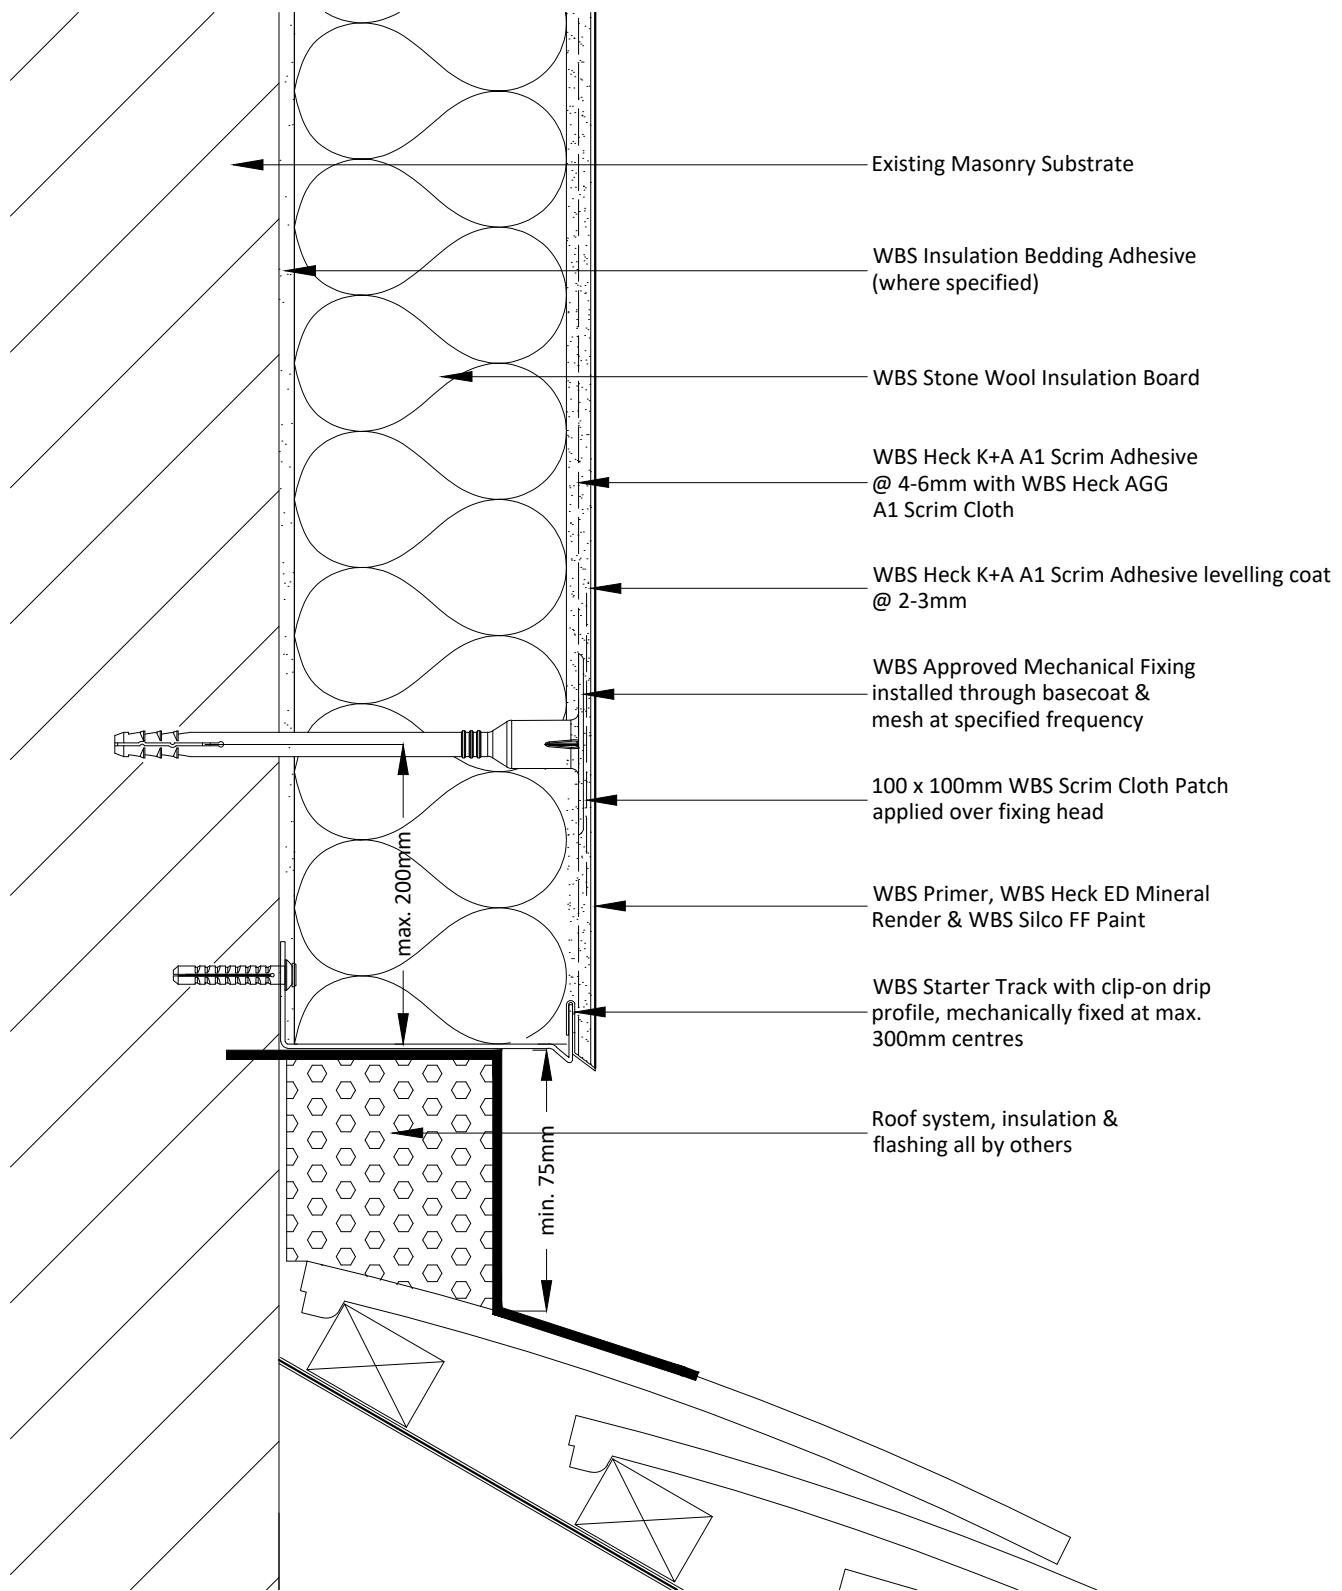 Existing Masonry Substrate
WBS Insulation Bedding Adhesive
(where specified)
WBS Stone Wool Insulation Board
WBS Heck K+A A1 Scrim Adhesive
@ 4-6mm with WBS Heck AGG
A1 Scrim Cloth
WBS Heck K+A A1 Scrim Adhesive levelling coat
@ 2-3mm
WBS Approved Mechanical Fixing
installed through basecoat &
mesh at specified frequency
100 x 100mm WBS Scrim Cloth Patch
applied over fixing head
max. 200mm
WBS Primer, WBS Heck ED Mineral
Render & WBS Silco FF Paint
WBS Starter Track with clip-on drip
profile, mechanically fixed at max.
300mm centres
Roof system, insulation &
flashing all by others
min. 75mm